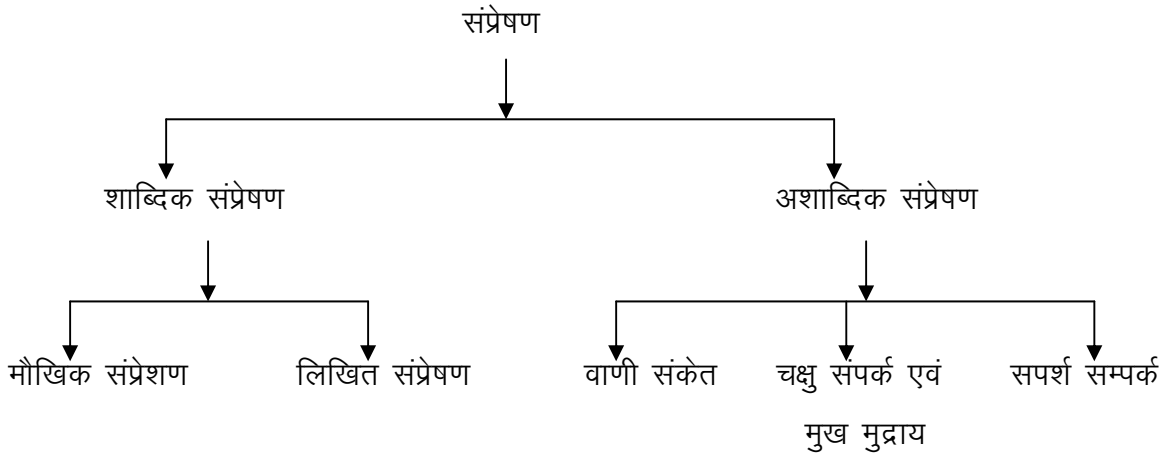 संप्रेषण
शाब्दिक संप्रेषण
अशाब्दिक संप्रेषण
मौखिक संप्रेशण
लिखित संप्रेषण
वाणी संकेत
चक्षु संपर्क एवं
मुख मुद्राय
सपर्श सम्पर्क